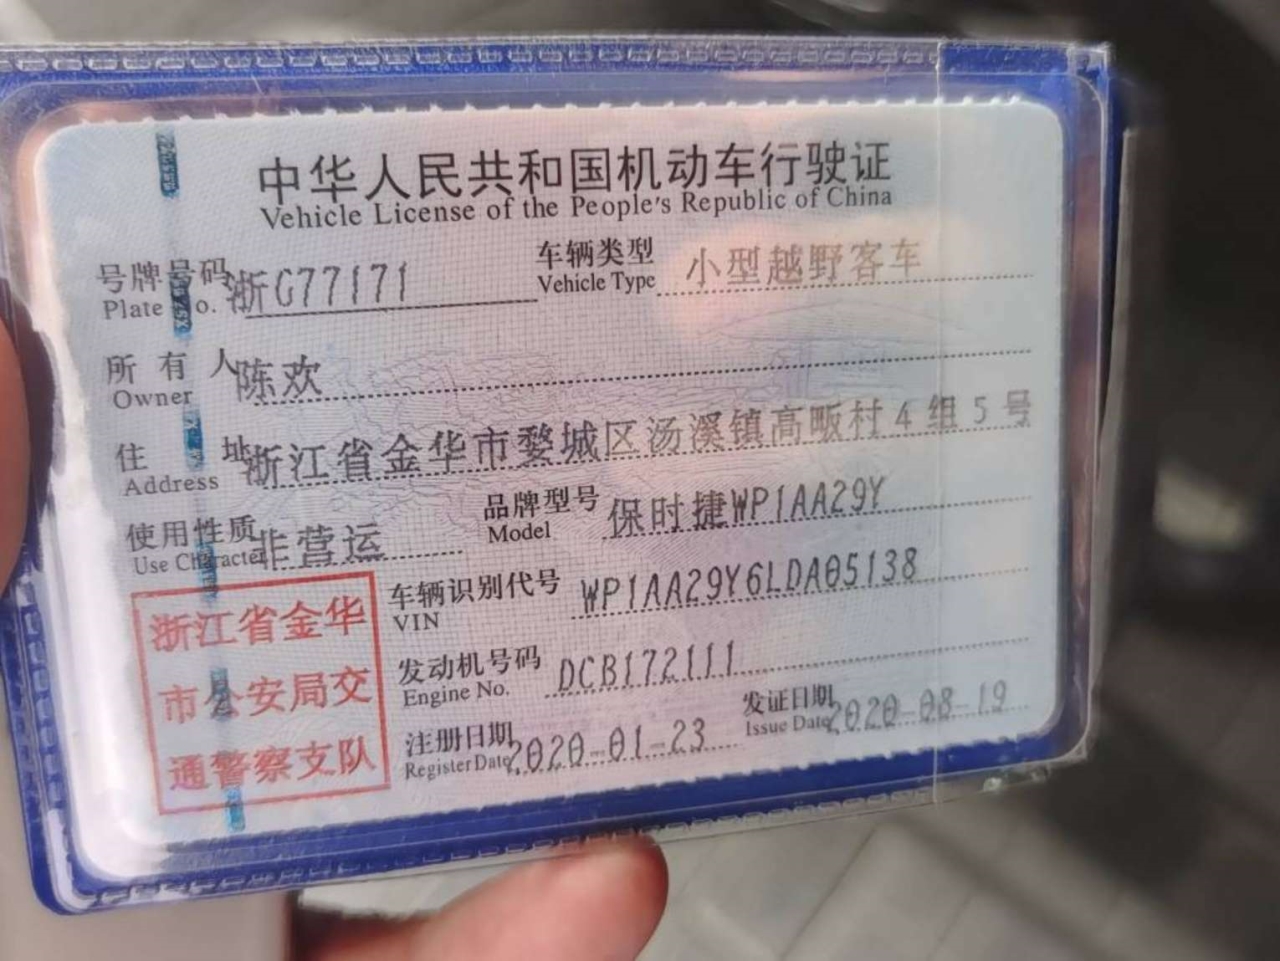 中华人民共和国机动车行驶证
Vehicle License of the People's Republic of China
号牌号码 浙G77171 车辆类型 小型越野客车
Plate No. Vehicle Type
所有人 陈欢
Owner
住址 浙江省金华市婺城区汤溪镇高畈村4组5号
Address
使用性质 非营运 品牌型号 保时捷WP1AA29Y
Use Character Model
车辆识别代号 WP1AA29Y6LDA05138
VIN
发动机号码 DCB172111
Engine No.
注册日期 2020-01-23 发证日期 2020-08-19
Register Date Issue Date
浙江省金华
市公安局交
通警察支队